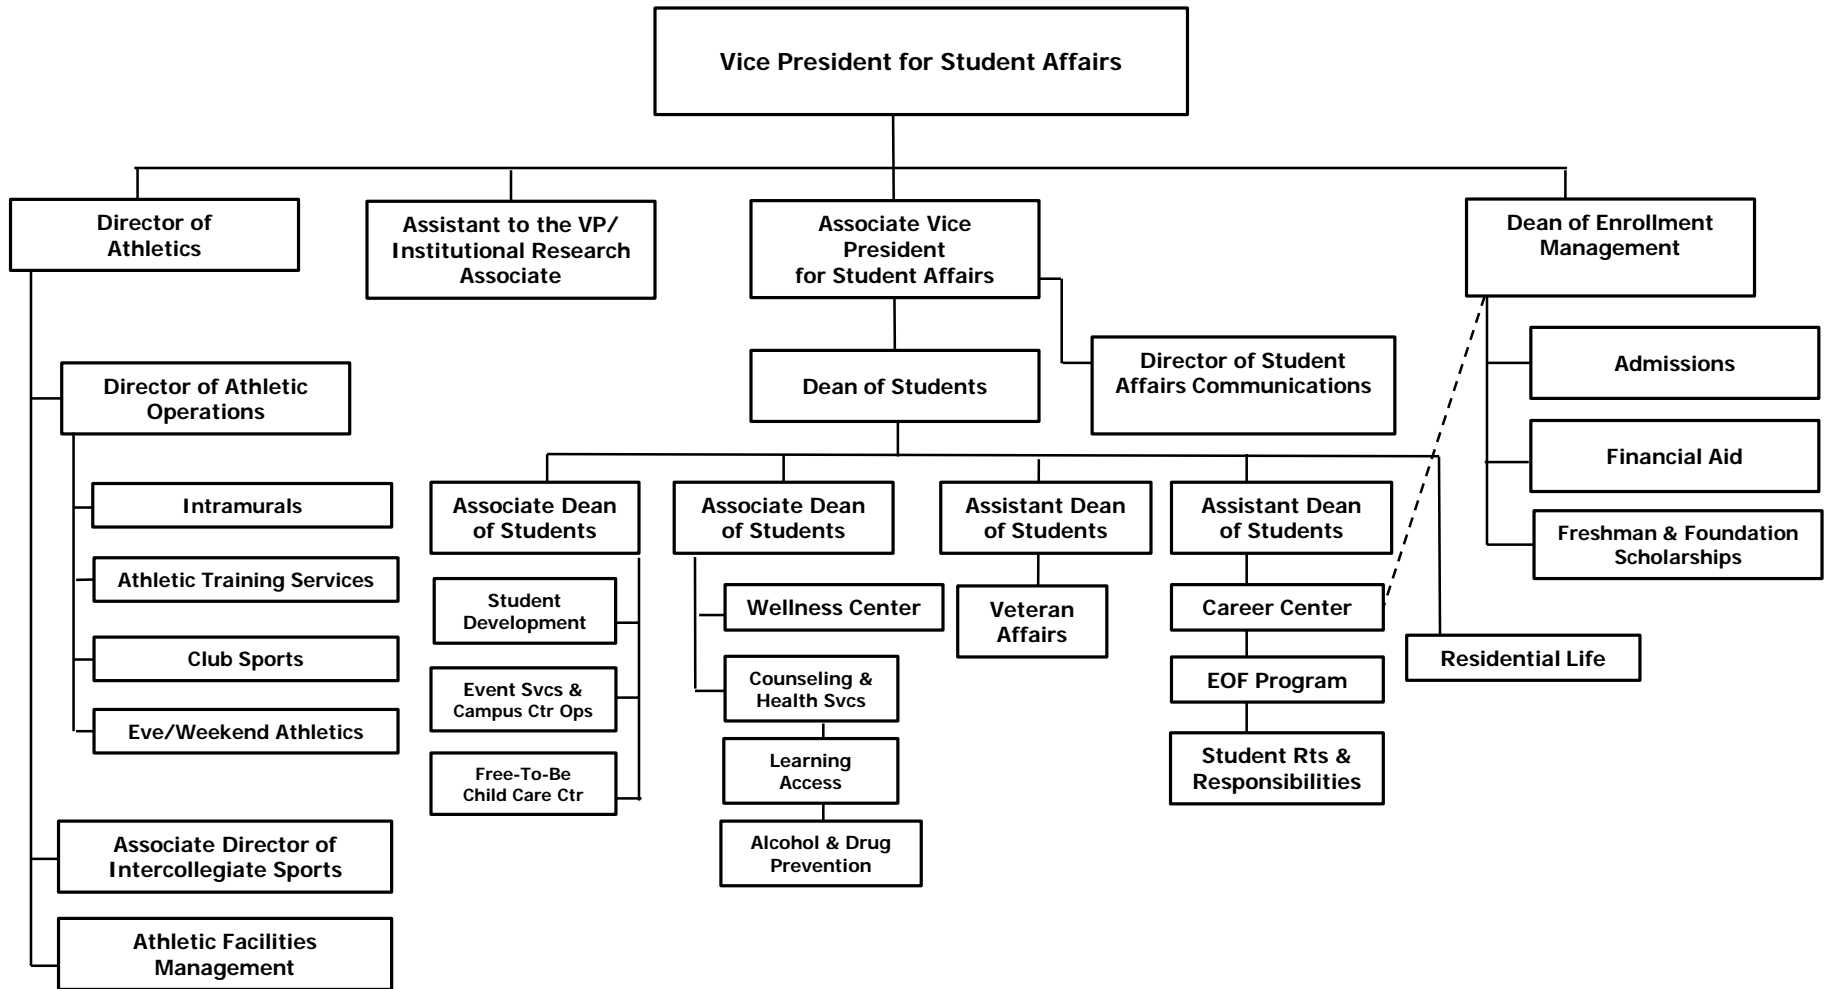 Vice President for Student Affairs
Director of
Athletics
Assistant to the VP/
Institutional Research
Associate
Associate Vice
President
for Student Affairs
Dean of Enrollment
Management
Director of Student
Affairs Communications
Admissions
Director of Athletic
Operations
Dean of Students
Financial Aid
Intramurals
Associate Dean
of Students
Associate Dean
of Students
Assistant Dean
of Students
Assistant Dean
of Students
Freshman & Foundation
Scholarships
Athletic Training Services
Student
Development
Wellness Center
Veteran
Affairs
Career Center
Club Sports
Residential Life
Event Svcs &
Campus Ctr Ops
Counseling &
Health Svcs
EOF Program
Eve/Weekend Athletics
Free-To-Be
Child Care Ctr
Learning
Access
Student Rts &
Responsibilities
Associate Director of
Intercollegiate Sports
Alcohol & Drug
Prevention
Athletic Facilities
Management